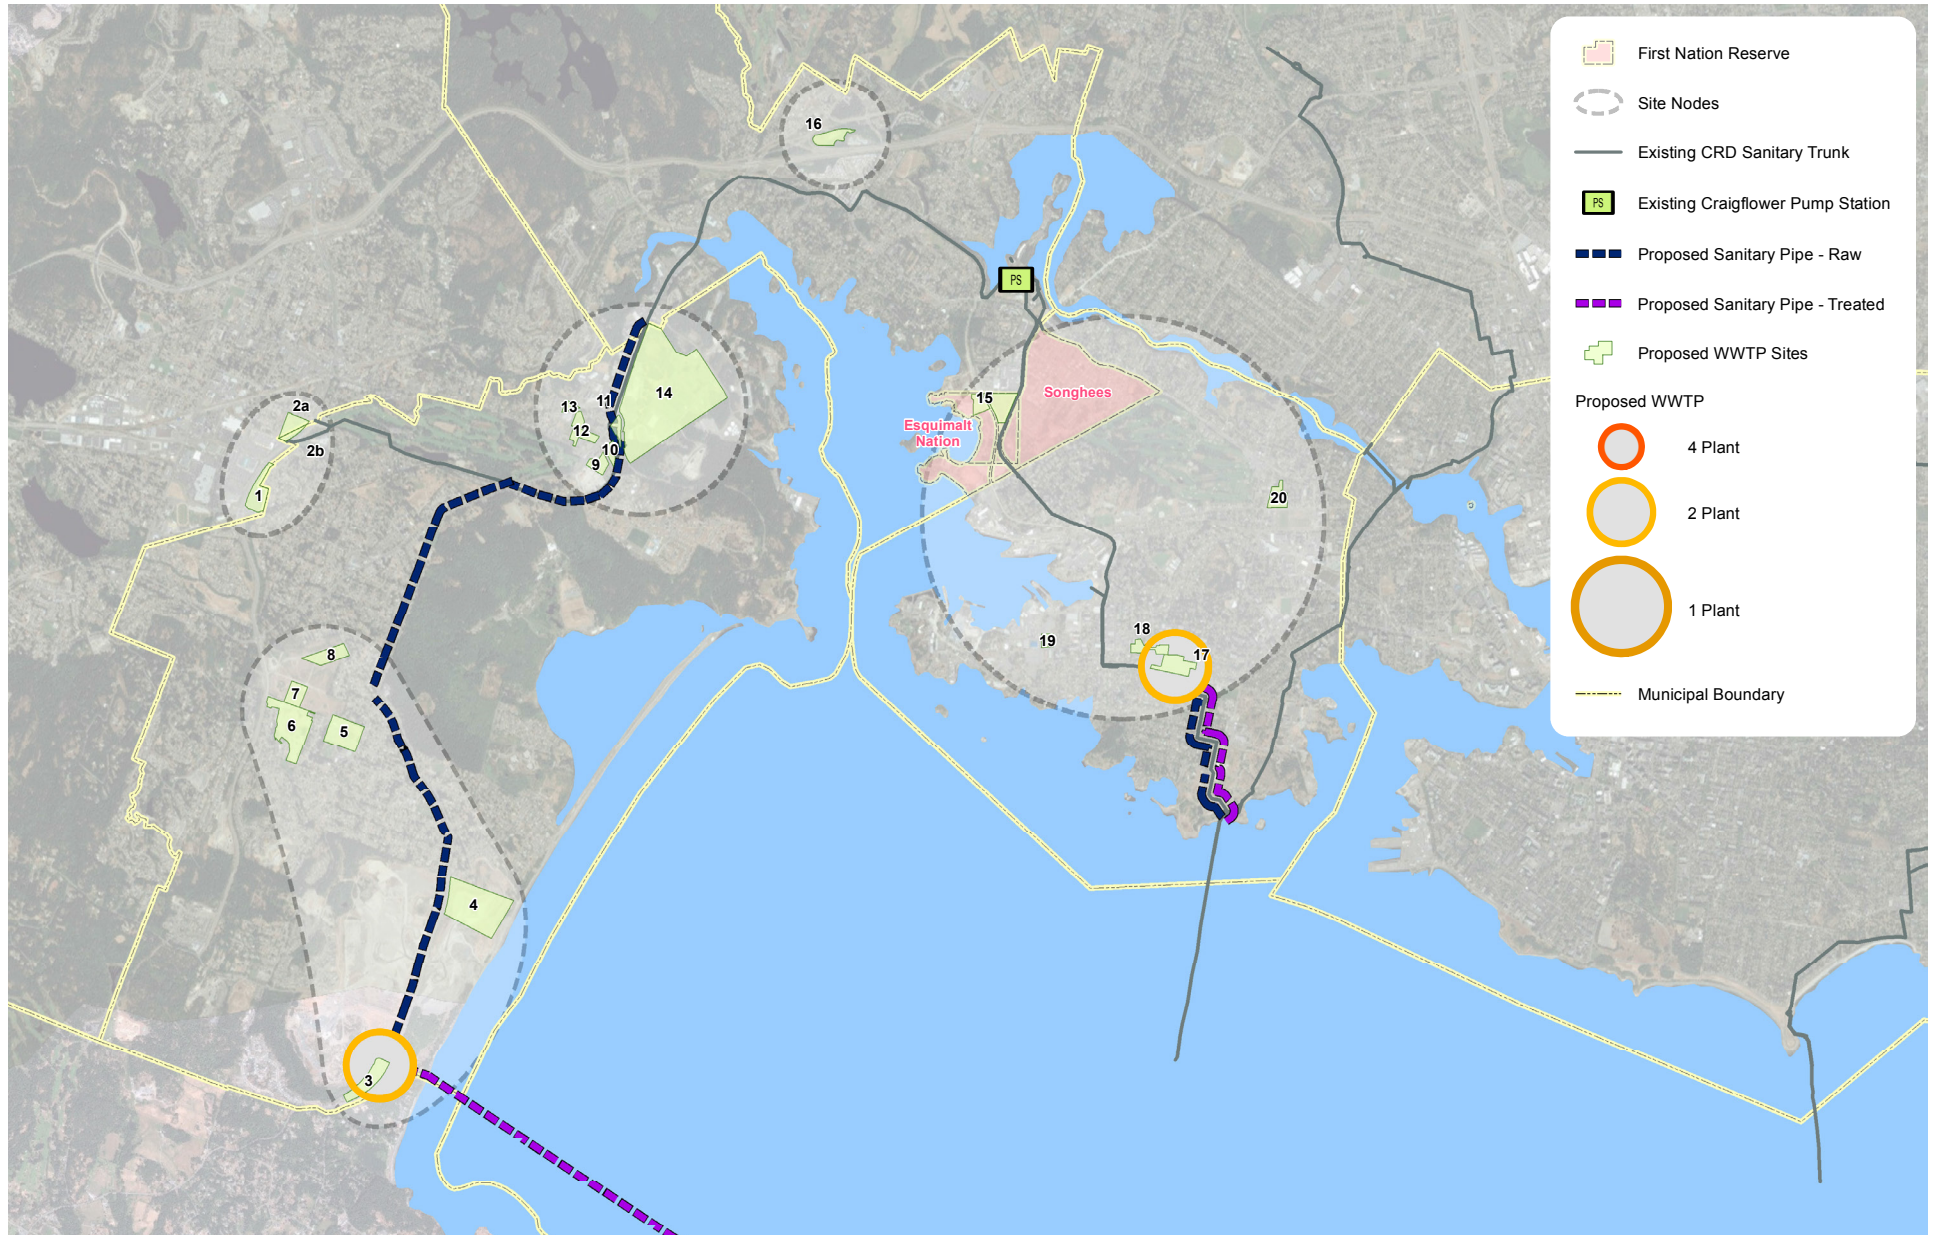 First Nation Reserve
Site Nodes
Existing CRD Sanitary Trunk
PS
Existing Craigflower Pump Station
Proposed Sanitary Pipe - Raw
Proposed Sanitary Pipe - Treated
Proposed WWTP Sites
Proposed WWTP
4 Plant
2 Plant
1 Plant
Municipal Boundary
16
PS
14
11
13
12
10
9
2a
2b
1
15
Songhees
Esquimalt
Nation
20
19
18
17
8
7
6
5
4
3